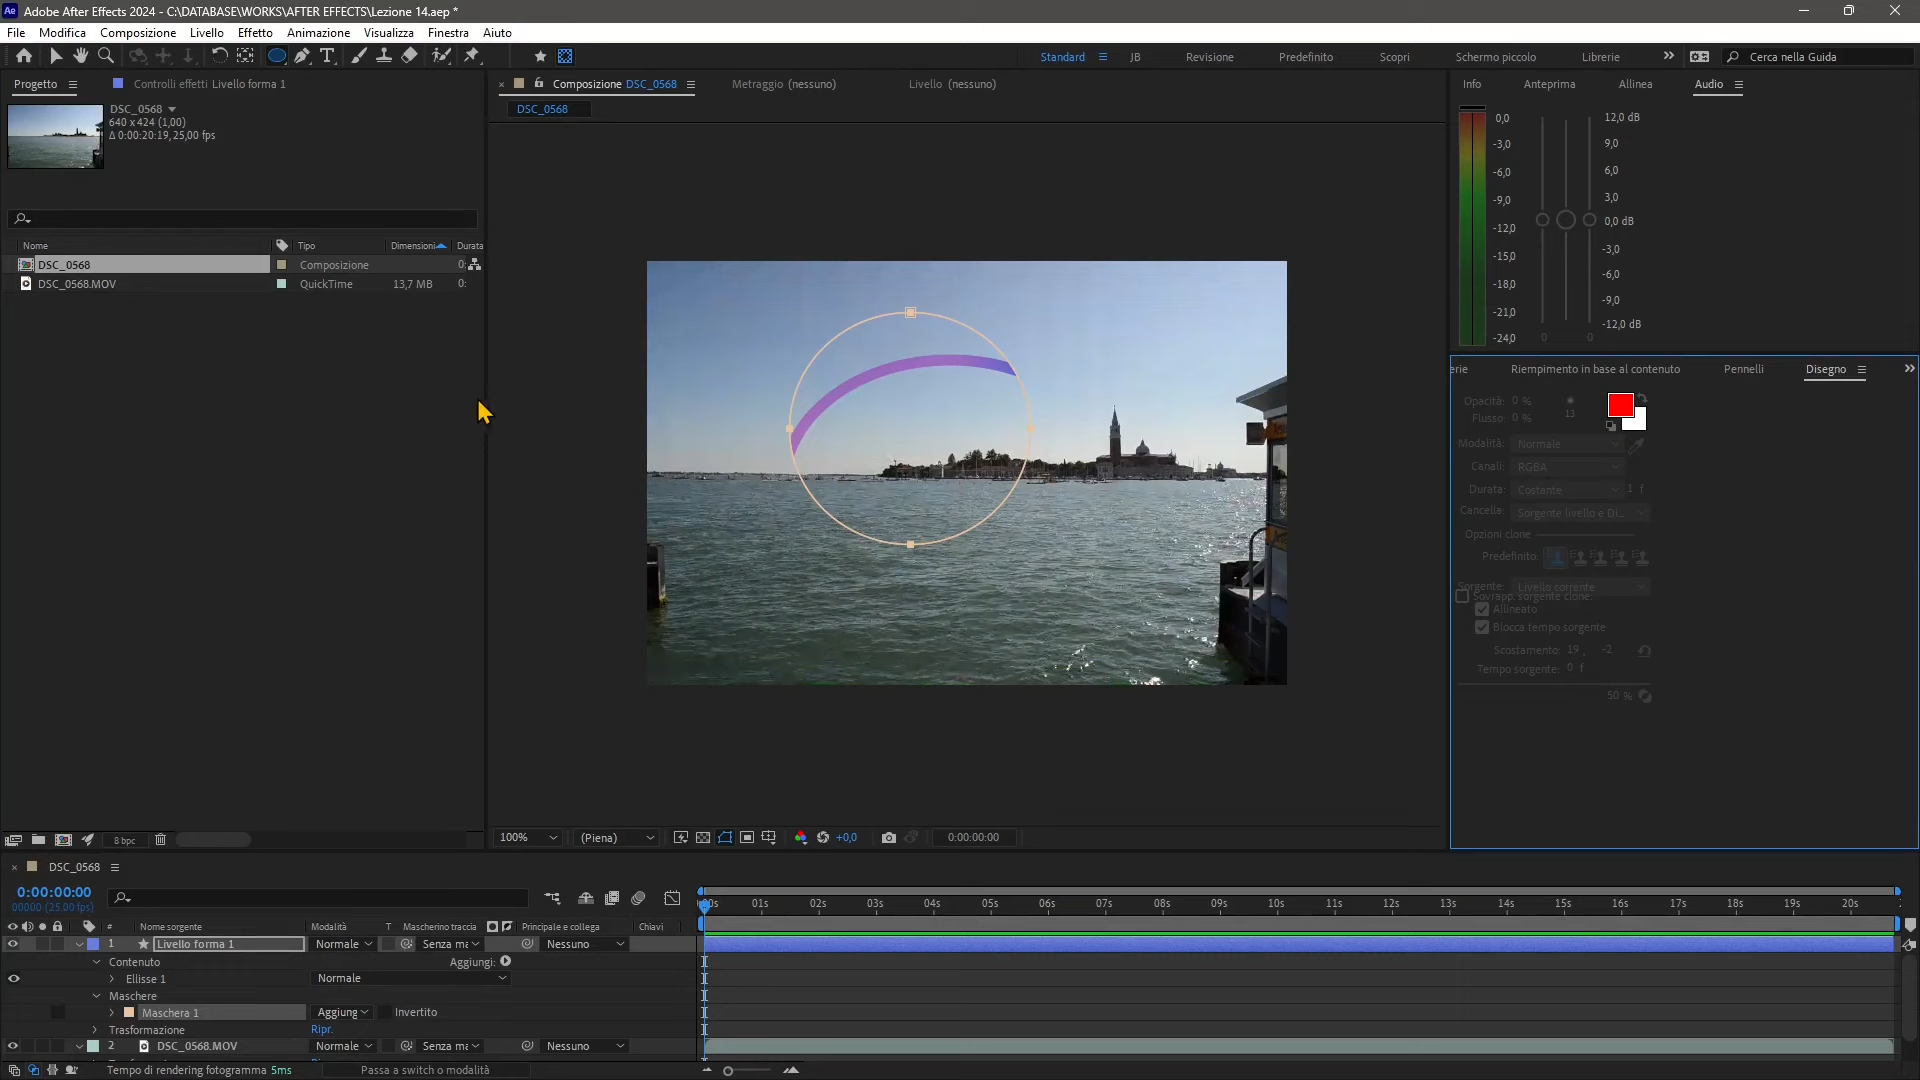 Adobe After Effects 2024 - C:\DATABASE\WORKS\AFTER EFFECTS\Lezione 14.aep *
File Modifica Composizione Livello Effetto Animazione Visualizza Finestra Aiuto
Standard JB Revisione Predefinito Scopri Schermo piccolo Librerie Cerca nella Guida
Progetto Controlli effetti Livello forma 1
DSC_0568
640 x 424 (1,00)
Δ 0:00:20:19, 25,00 fps
Nome Tipo Dimensioni Durata
DSC_0568 Composizione 0:
DSC_0568.MOV QuickTime 13,7 MB 0:
8 bpc
Composizione DSC_0568 Metraggio (nessuno) Livello (nessuno)
DSC_0568
100% (Piena) +0,0 0:00:00:00
Info Anteprima Allinea Audio
0,0 12,0 dB
-3,0 9,0
-6,0 6,0
-9,0 3,0
-12,0 0,0 dB
-15,0 -3,0
-18,0 -6,0
-21,0 -9,0
-24,0 0 0 -12,0 dB
erie Riempimento in base al contenuto Pennelli Disegno
Opacità: 0 %
Flusso: 0 % 13
Modalità: Normale
Canali: RGBA
Durata: Costante 1 f
Cancella: Sorgente livello e Di...
Opzioni clone
Predefinito:
Sorgente: Livello corrente
Sovrapp. sorgente clone:
Allineato
Blocca tempo sorgente
Scostamento: 19 , -2
Tempo sorgente: 0 f
50 %
DSC_0568
0:00:00:00
00000 (25.00 fps)
:00s 01s 02s 03s 04s 05s 06s 07s 08s 09s 10s 11s 12s 13s 14s 15s 16s 17s 18s 19s 20s
# Nome sorgente Modalità T Mascherino traccia Principale e collega Chiavi
1 Livello forma 1 Normale Senza ma Nessuno
Contenuto Aggiungi:
Ellisse 1 Normale
Maschere
Maschera 1 Aggiung Invertito
Trasformazione Ripr.
2 DSC_0568.MOV Normale Senza ma Nessuno
Tempo di rendering fotogramma 5ms Passa a switch o modalità